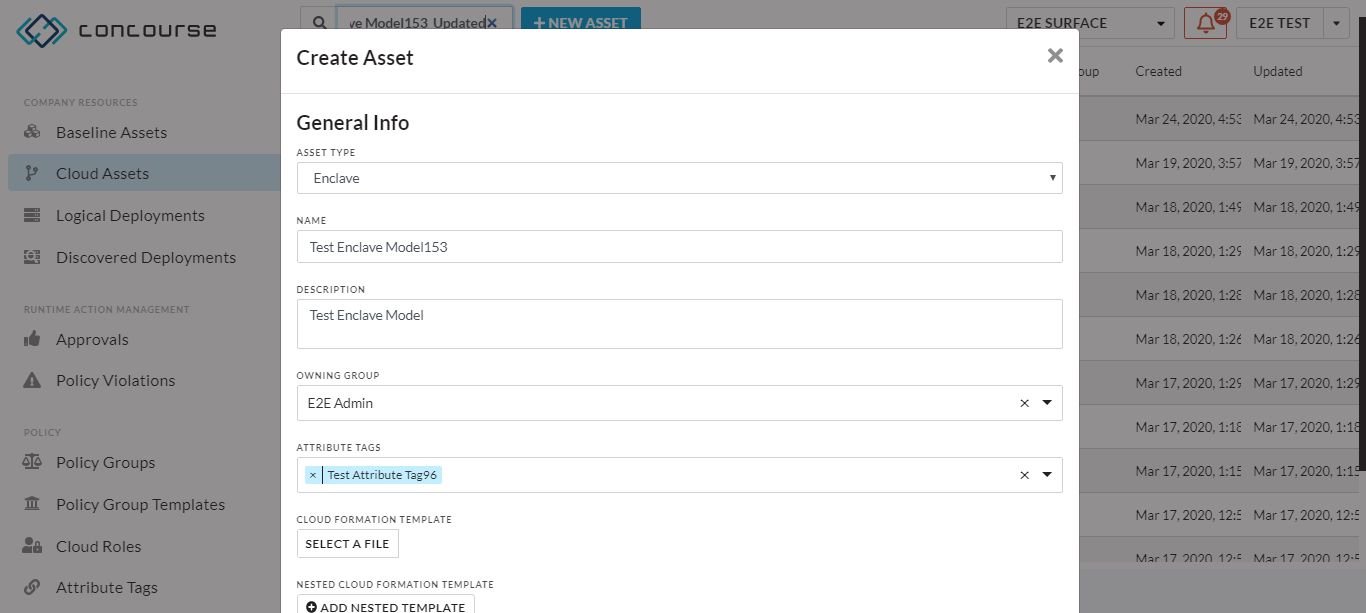 concourse
ve Model153_Updated
NEW ASSET
E2E SURFACE
29
E2E TEST
COMPANY RESOURCES
Baseline Assets
Cloud Assets
Logical Deployments
Discovered Deployments
RUNTIME ACTION MANAGEMENT
Approvals
Policy Violations
POLICY
Policy Groups
Policy Group Templates
Cloud Roles
Attribute Tags
Create Asset
General Info
ASSET TYPE
Enclave
NAME
Test Enclave Model153
DESCRIPTION
Test Enclave Model
OWNING GROUP
E2E Admin
ATTRIBUTE TAGS
× Test Attribute Tag96
CLOUD FORMATION TEMPLATE
SELECT A FILE
NESTED CLOUD FORMATION TEMPLATE
ADD NESTED TEMPLATE
oup Created Updated
Mar 24, 2020, 4:53 Mar 24, 2020, 4:53
Mar 19, 2020, 3:57 Mar 19, 2020, 3:57
Mar 18, 2020, 1:49 Mar 18, 2020, 1:49
Mar 18, 2020, 1:29 Mar 18, 2020, 1:29
Mar 18, 2020, 1:28 Mar 18, 2020, 1:28
Mar 18, 2020, 1:26 Mar 18, 2020, 1:26
Mar 17, 2020, 1:29 Mar 17, 2020, 1:29
Mar 17, 2020, 1:18 Mar 17, 2020, 1:18
Mar 17, 2020, 1:15 Mar 17, 2020, 1:15
Mar 17, 2020, 12:5 Mar 17, 2020, 12:5
Mar 17, 2020, 12:5 Mar 17, 2020, 12:5